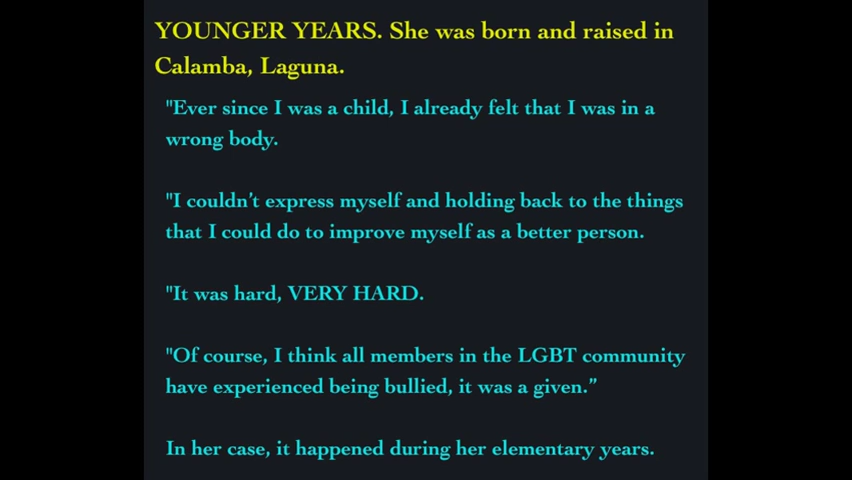 YOUNGER YEARS. She was born and raised in
Calamba, Laguna.
"Ever since I was a child, I already felt that I was in a
wrong body.
"I couldn’t express myself and holding back to the things
that I could do to improve myself as a better person.
"It was hard, VERY HARD.
"Of course, I think all members in the LGBT community
have experienced being bullied, it was a given.”
In her case, it happened during her elementary years.